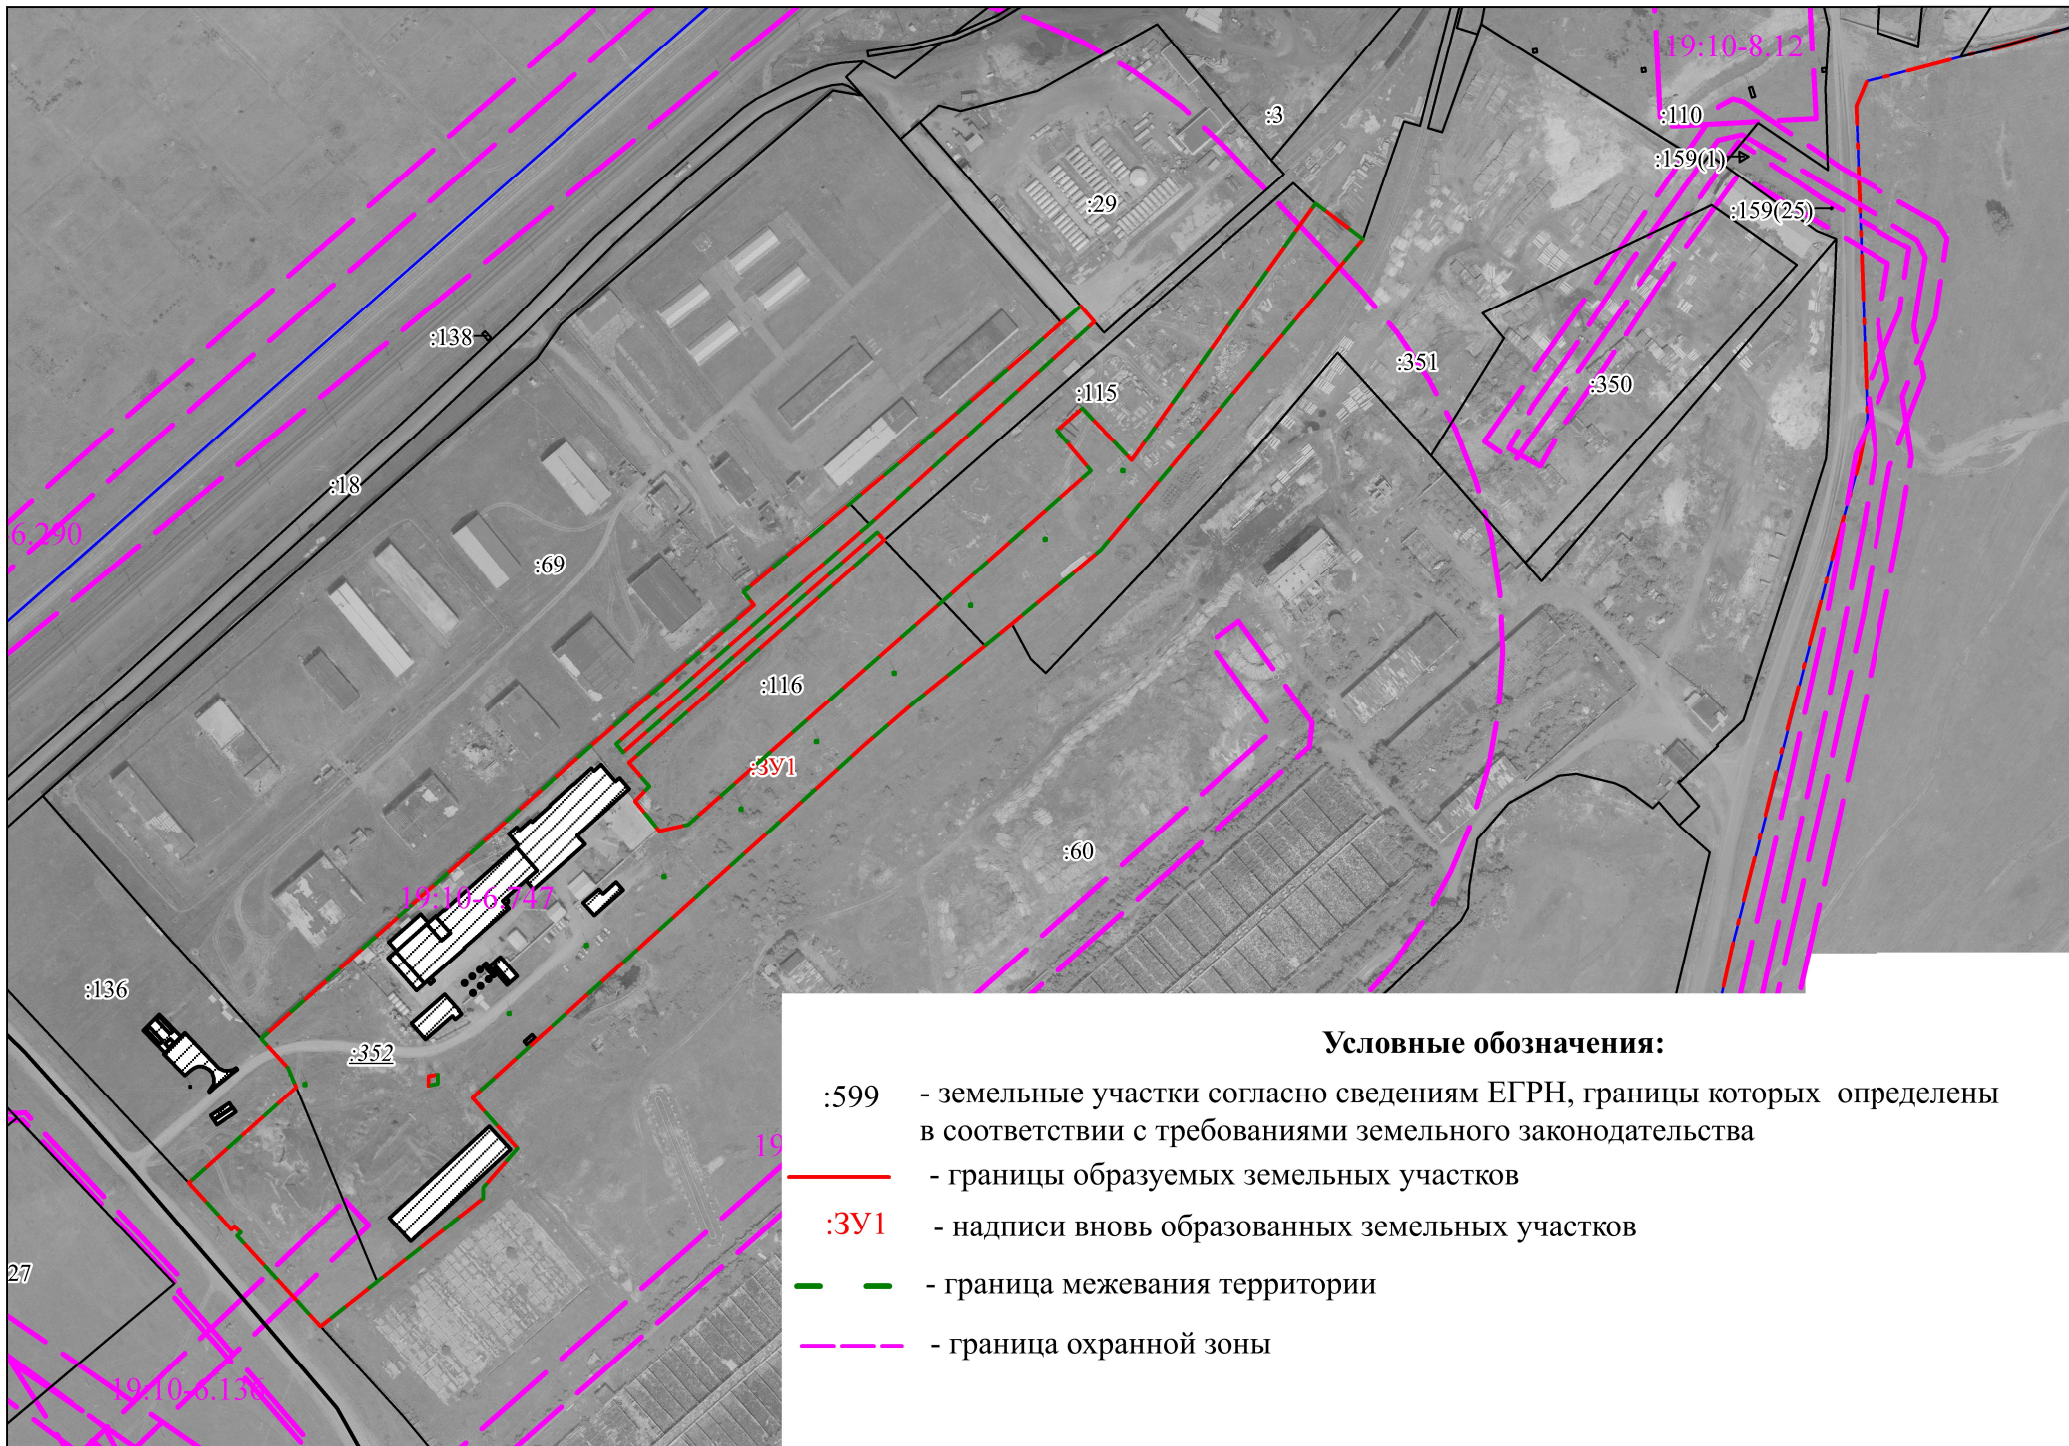 19:10-8.12
:3
:110
:159(1)
:29
:159(25)
:138
:351
:350
:115
:18
6.290
:69
:116
:ЗУ1
:60
19:10-6.747
:136
:352
19
27
19:10-6.136
Условные обозначения:
:599 - земельные участки согласно сведениям ЕГРН, границы которых определены
в соответствии с требованиями земельного законодательства
- границы образуемых земельных участков
:ЗУ1 - надписи вновь образованных земельных участков
- граница межевания территории
- граница охранной зоны